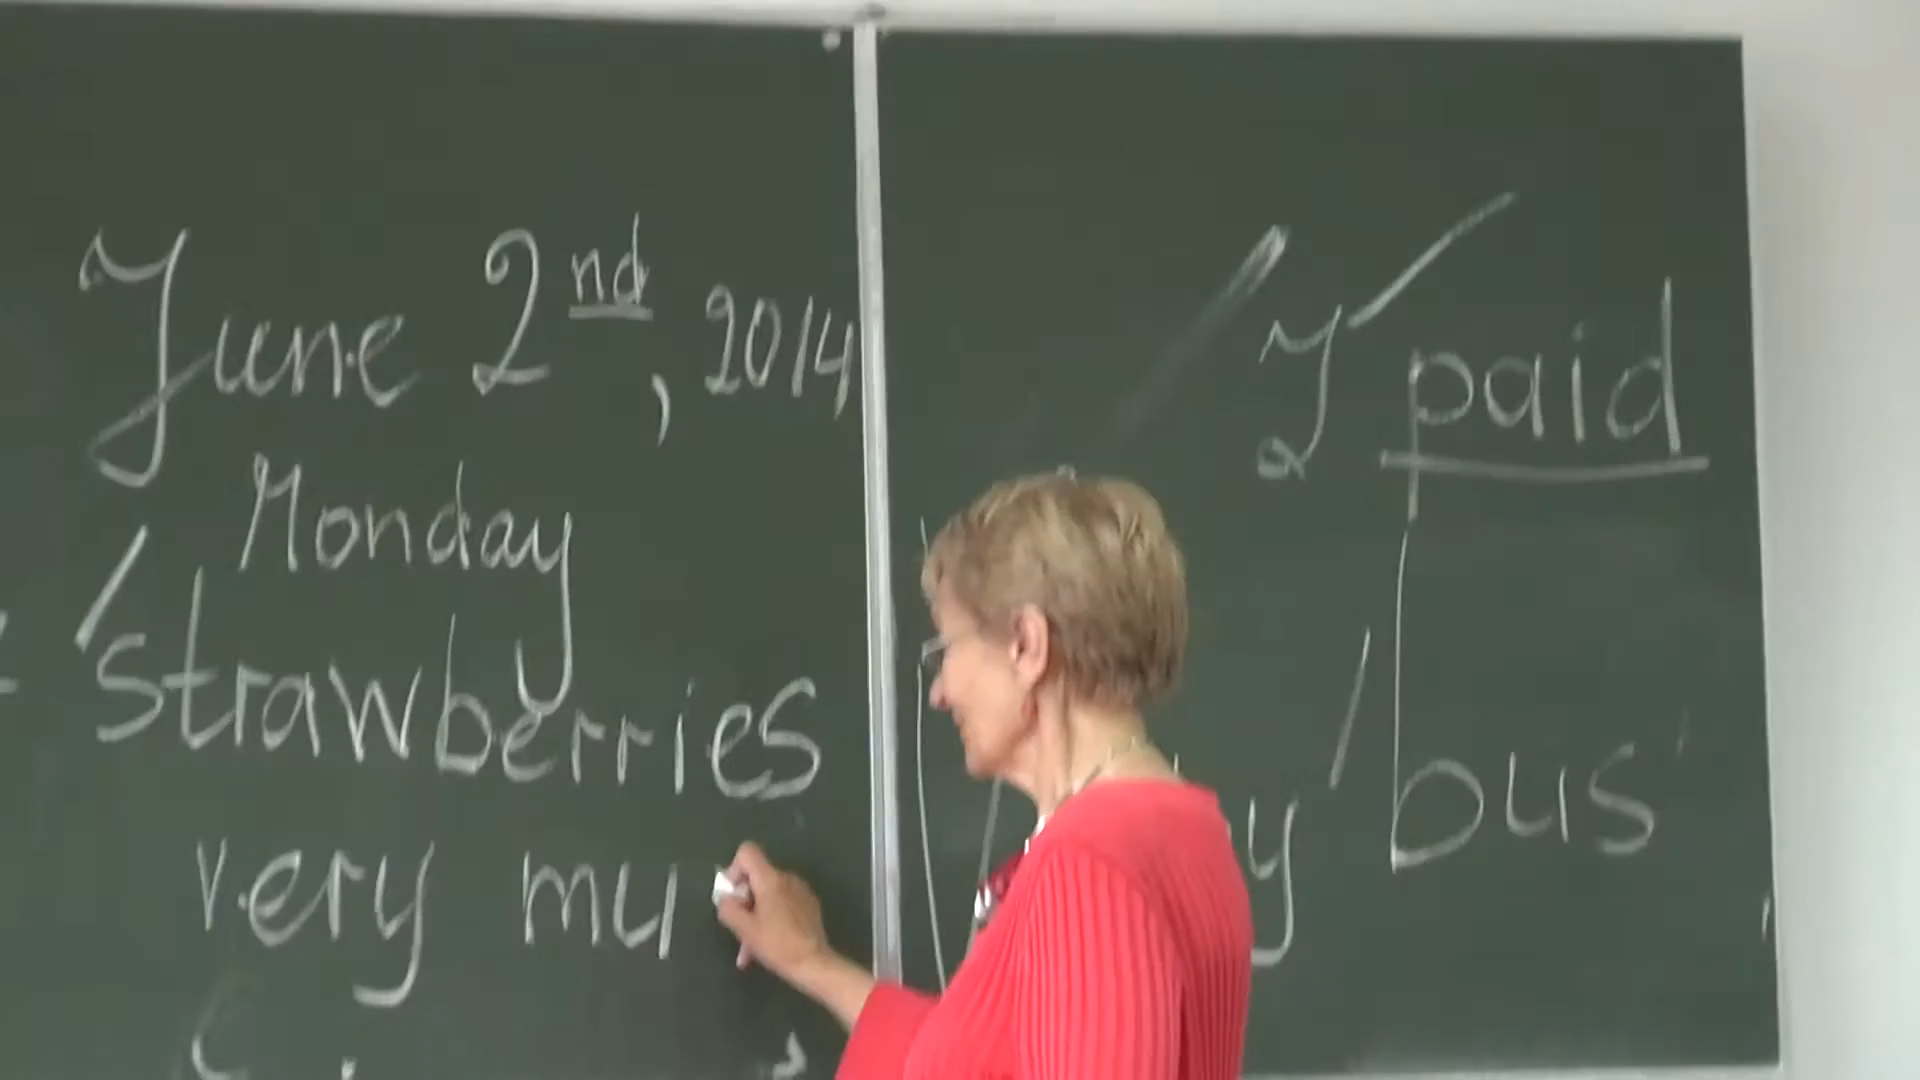 June 2nd, 2014
Monday
strawberries
very mu
I paid
bus